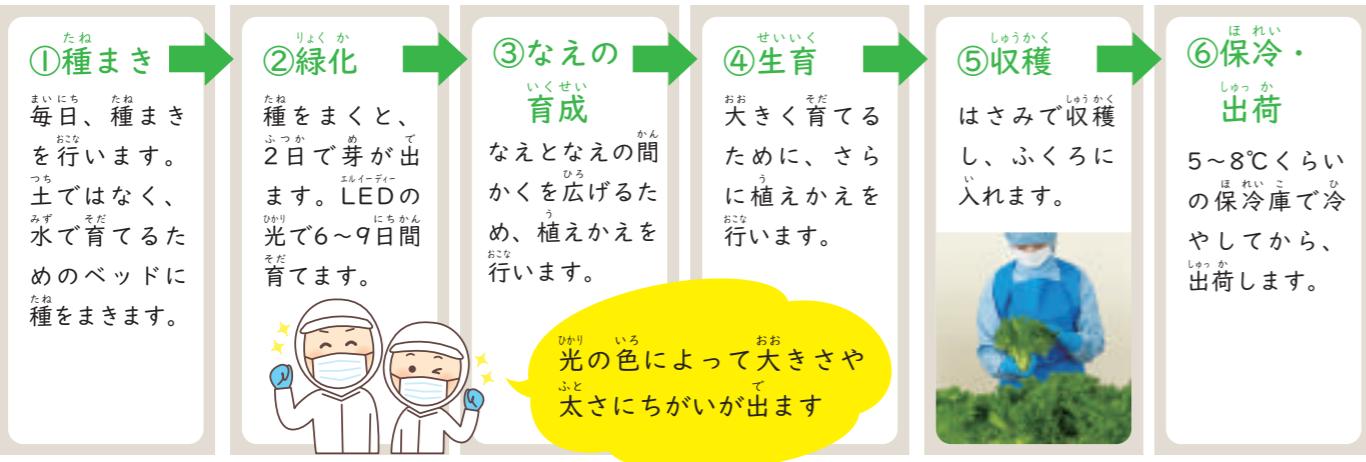 ①種まき
毎日、種まき
を行います。
土ではなく、
水で育てるた
めのベッドに
種をまきます。
②緑化
種をまくと、
2日で芽が出
ます。LEDの
光で6~9日間
育てます。
③なえの
育成
なえとなえの間
かくを広げるた
め、植えかえを
行います。
④生育
大きく育てる
ために、さら
に植えかえを
行います。
光の色によって大きさや
太さにちがいが出ます
⑤収穫
はさみで収穫
し、ふくろに
入れます。
⑥保冷・
出荷
5~8℃くらい
の保冷庫で冷
やしてから、
出荷します。